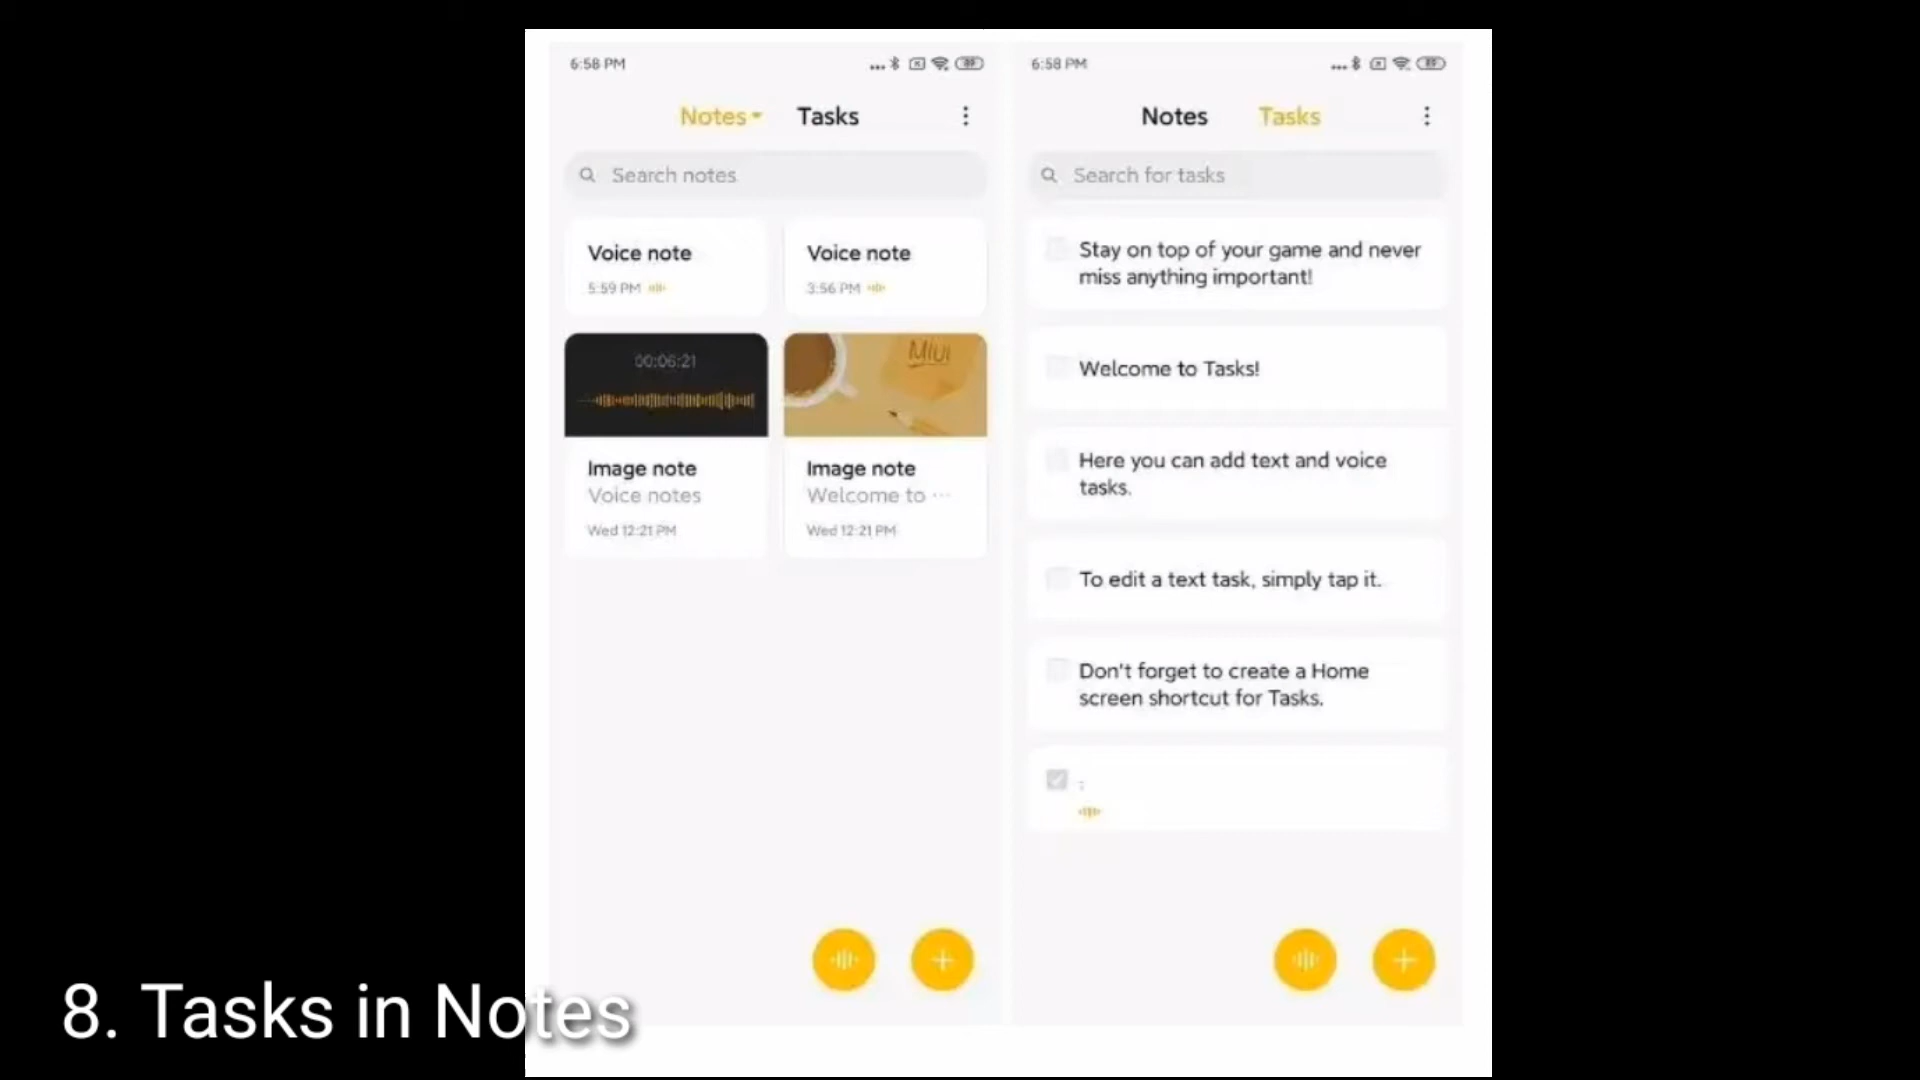 6:58 PM
89
Notes Tasks
Search notes
Voice note
5:59 PM
Voice note
3:56 PM
00:06:21
MIUI
Image note
Voice notes
Wed 12:21 PM
Image note
Welcome to ...
Wed 12:21 PM
6:58 PM
89
Notes Tasks
Search for tasks
Stay on top of your game and never
miss anything important!
Welcome to Tasks!
Here you can add text and voice
tasks.
To edit a text task, simply tap it.
Don't forget to create a Home
screen shortcut for Tasks.
8. Tasks in Notes